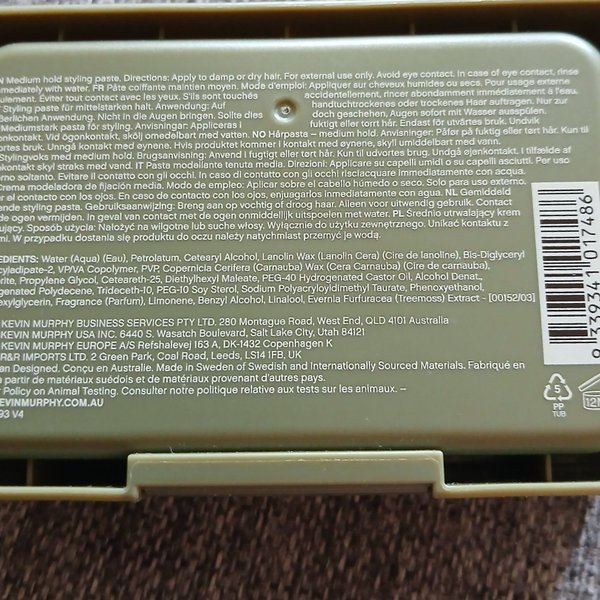 N Medium hold styling paste. Directions: Apply to damp or dry hair. For external use only. Avoid eye contact. In case of eye contact, rinse
mmediately with water. FR Pâte coiffante maintien moyen. Mode d'emploi: Appliquer sur cheveux humides ou secs. Pour usage externe
ulement. Éviter tout contact avec les yeux. S'ils sont touchés accidentellement, rincer abondamment immédiatement à l'eau.
Styling paste für mittelstarken halt. Anwendung: Auf handtuchtrockenes oder trockenes Haar auftragen. Nur zur
ßerlichen Anwendung. Nicht in die Augen bringen. Sollte dies doch geschehen, Augen sofort mit Wasser ausspülen.
Mediumstark pasta för styling. Anvisningar: Appliceras i fuktigt eller torrt hår. Endast för utvärtes bruk. Undvik
kontakt. Vid ögonkontakt, skölj omedelbart med vatten. NO Hårpasta – medium hold. Anvisninger: Påfør på fuktig eller tørt hår. Kun til
ortes bruk. Unngå kontakt med øynene. Hvis produktet kommer i kontakt med øynene, skyll umiddelbart med vann.
Stylingvoks med medium hold. Brugsanvisning: Anvend i fugtigt eller tørt hår. Kun til udvortes brug. Undgå øjenkontakt. I tilfælde af
kontakt skyl straks med vand. IT Pasta modellante tenuta media. Direzioni: Applicare su capelli umidi o su capelli asciutti. Per uso
erno soltanto. Evitare il contatto con gli occhi. In caso di contatto con gli occhi risciacquare immediatamente con acqua.
Crema modeladora de fijación media. Modo de empleo: Aplicar sobre el cabello húmedo o seco. Solo para uso externo.
er el contacto con los ojos. En caso de contacto con los ojos, enjuagarlos inmediatamente con agua. NL Gemiddeld
ende styling paste. Gebruiksaanwijzing: Breng aan op vochtig of droog haar. Alleen voor uitwendig gebruik. Contact
de ogen vermijden. In geval van contact met de ogen onmiddellijk uitspoelen met water. PL Średnio utrwalający krem
ujący. Sposób użycia: Nałożyć na wilgotne lub suche włosy. Wyłącznie do użytku zewnętrznego. Unikać kontaktu z
mi. W przypadku dostania się produktu do oczu należy natychmiast przemyć je wodą.
EDIENTS: Water (Aqua) (Eau), Petrolatum, Cetearyl Alcohol, Lanolin Wax (Lanolin Cera) (Cire de lanoline), Bis-Diglyceryl
cyladipate-2, VP/VA Copolymer, PVP, Copernicia Cerifera (Carnauba) Wax (Cera Carnauba) (Cire de carnauba),
rite, Propylene Glycol, Ceteareth-25, Diethylhexyl Maleate, PEG-40 Hydrogenated Castor Oil, Alcohol Denat.,
ogenated Polydecene, Trideceth-10, PEG-10 Soy Sterol, Sodium Polyacryloyldimethyl Taurate, Phenoxyethanol,
exylglycerin, Fragrance (Parfum), Limonene, Benzyl Alcohol, Linalool, Evernia Furfuracea (Treemoss) Extract – [00152/03]
KEVIN MURPHY BUSINESS SERVICES PTY LTD. 280 Montague Road, West End, QLD 4101 Australia
KEVIN MURPHY USA INC. 6440 S. Wasatch Boulevard, Salt Lake City, Utah 84121
KEVIN MURPHY EUROPE A/S Refshalevej 163 A, DK-1432 Copenhagen K
R&R IMPORTS LTD. 2 Green Park, Coal Road, Leeds, LS14 1FB, UK
an Designed. Conçu en Australie. Made in Sweden of Swedish and Internationally Sourced Materials. Fabriqué en
à partir de matériaux suédois et de matériaux provenant d'autres pays.
Policy on Animal Testing. Consulter notre politique relative aux tests sur les animaux. –
EVINMURPHY.COM.AU
93 V4
9 339341 017486
5
PP
TUB
12M